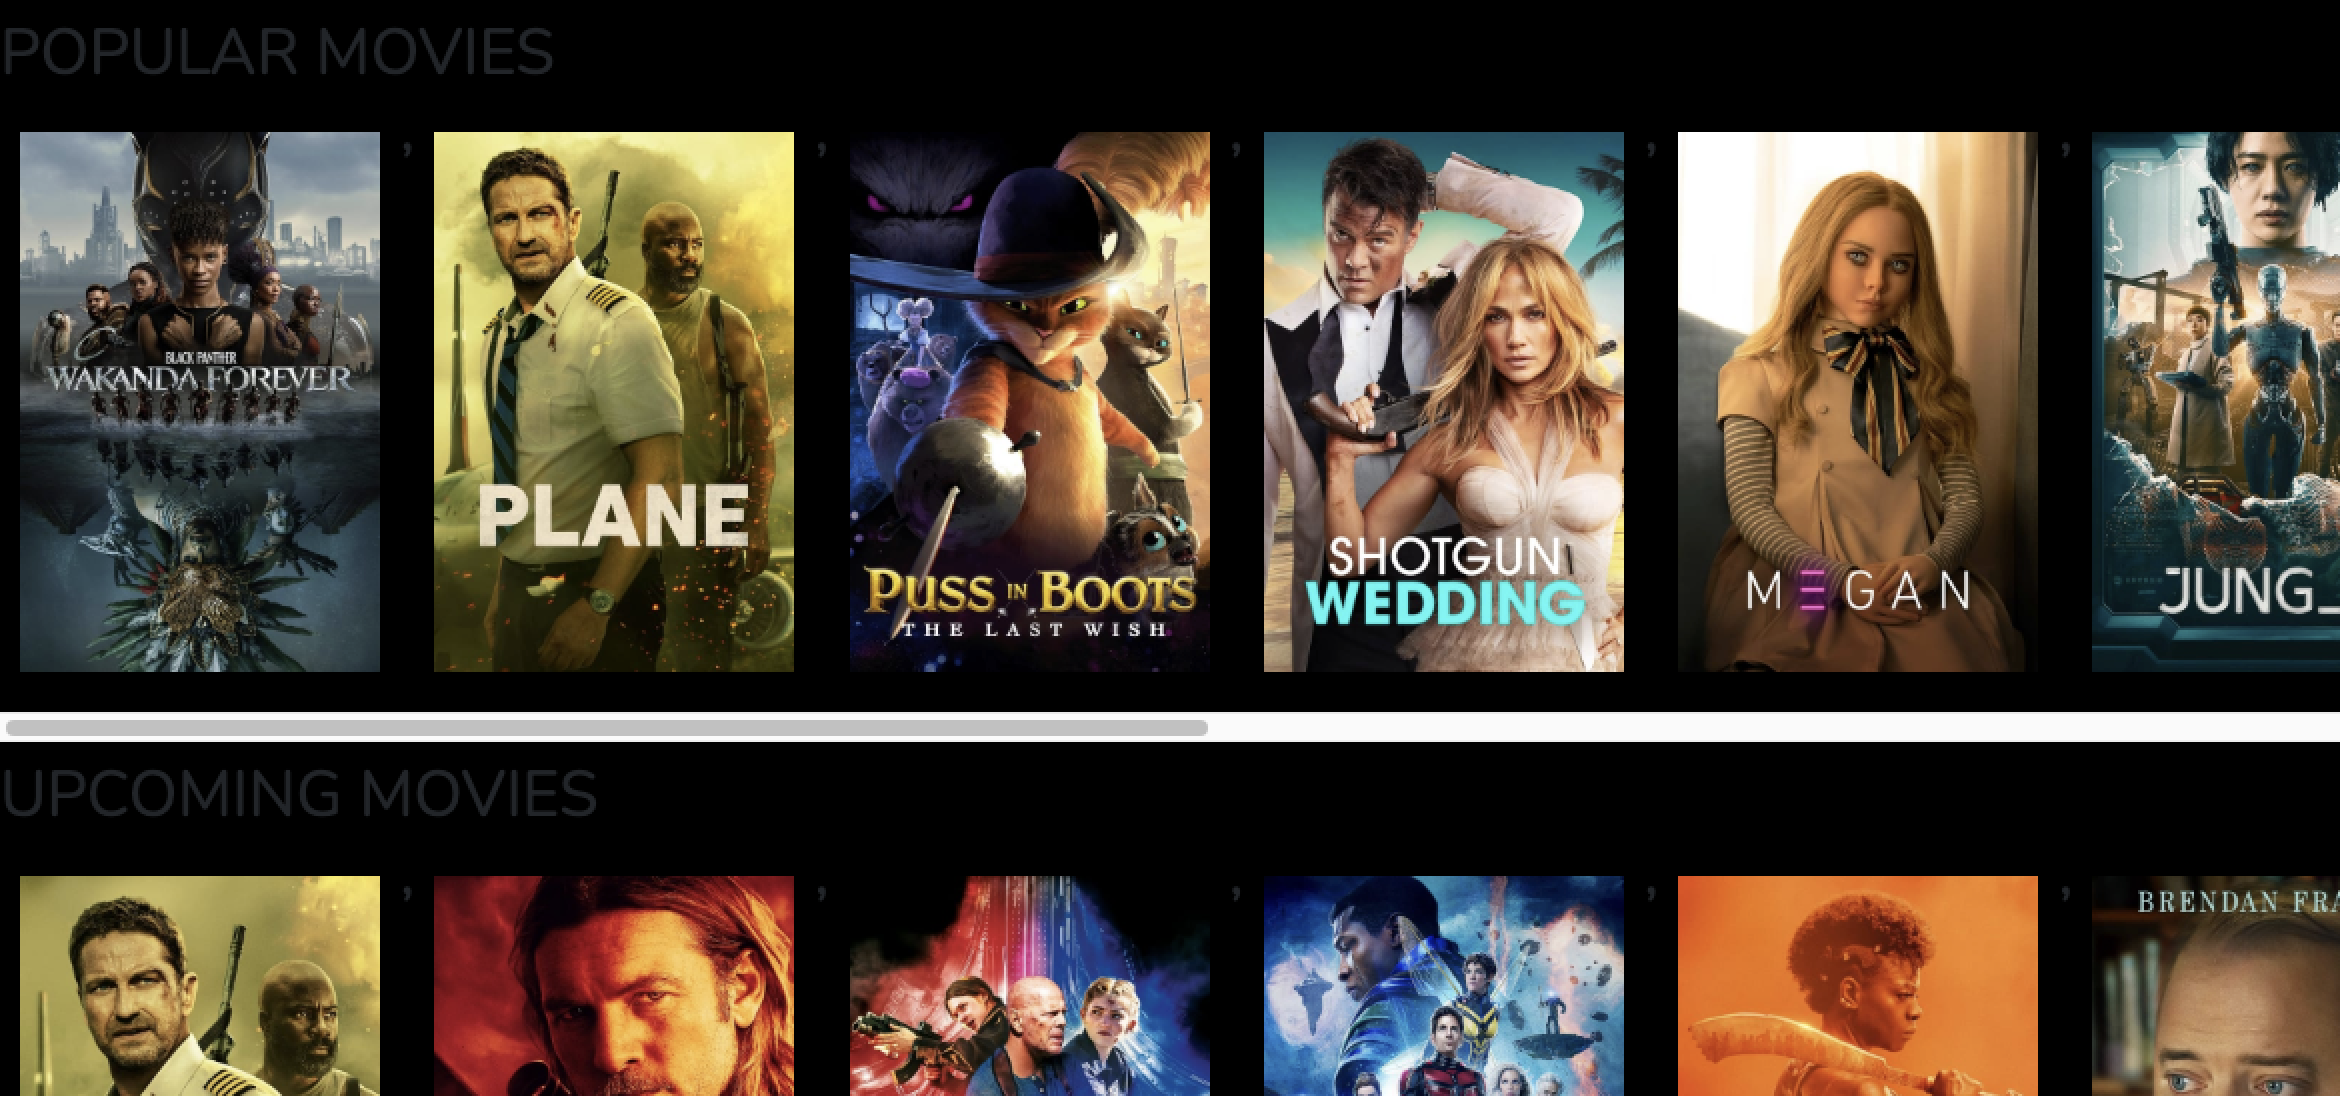 POPULAR MOVIES
, , , , ,
BLACK PANTHER
WAKANDA FOREVER
PLANE
PUSS IN BOOTS
THE LAST WISH
SHOTGUN
WEDDING
MEGAN
JUNG_
UPCOMING MOVIES
, , , , ,
BRENDAN FRA